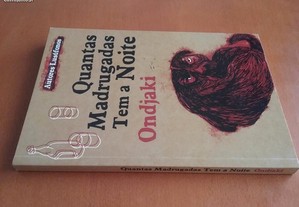 Autores Lusófonos
Quantas
Madrugadas
Tem a Noite
Ondjaki
Quantas Madrugadas Tem a Noite Ondjaki